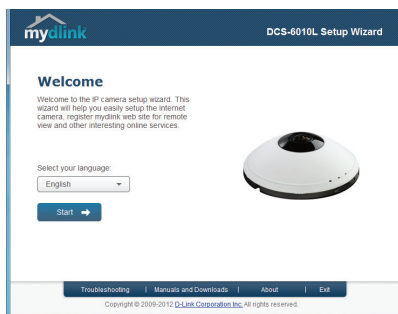 mydlink
DCS-6010L Setup Wizard
Welcome
Welcome to the IP camera setup wizard. This
wizard will help you easily setup the Internet
camera, register mydlink web site for remote
view and other interesting online services.
Select your language:
English
Start
Troubleshooting | Manuals and Downloads | About | Exit
Copyright © 2009-2012 D-Link Corporation Inc. All rights reserved.